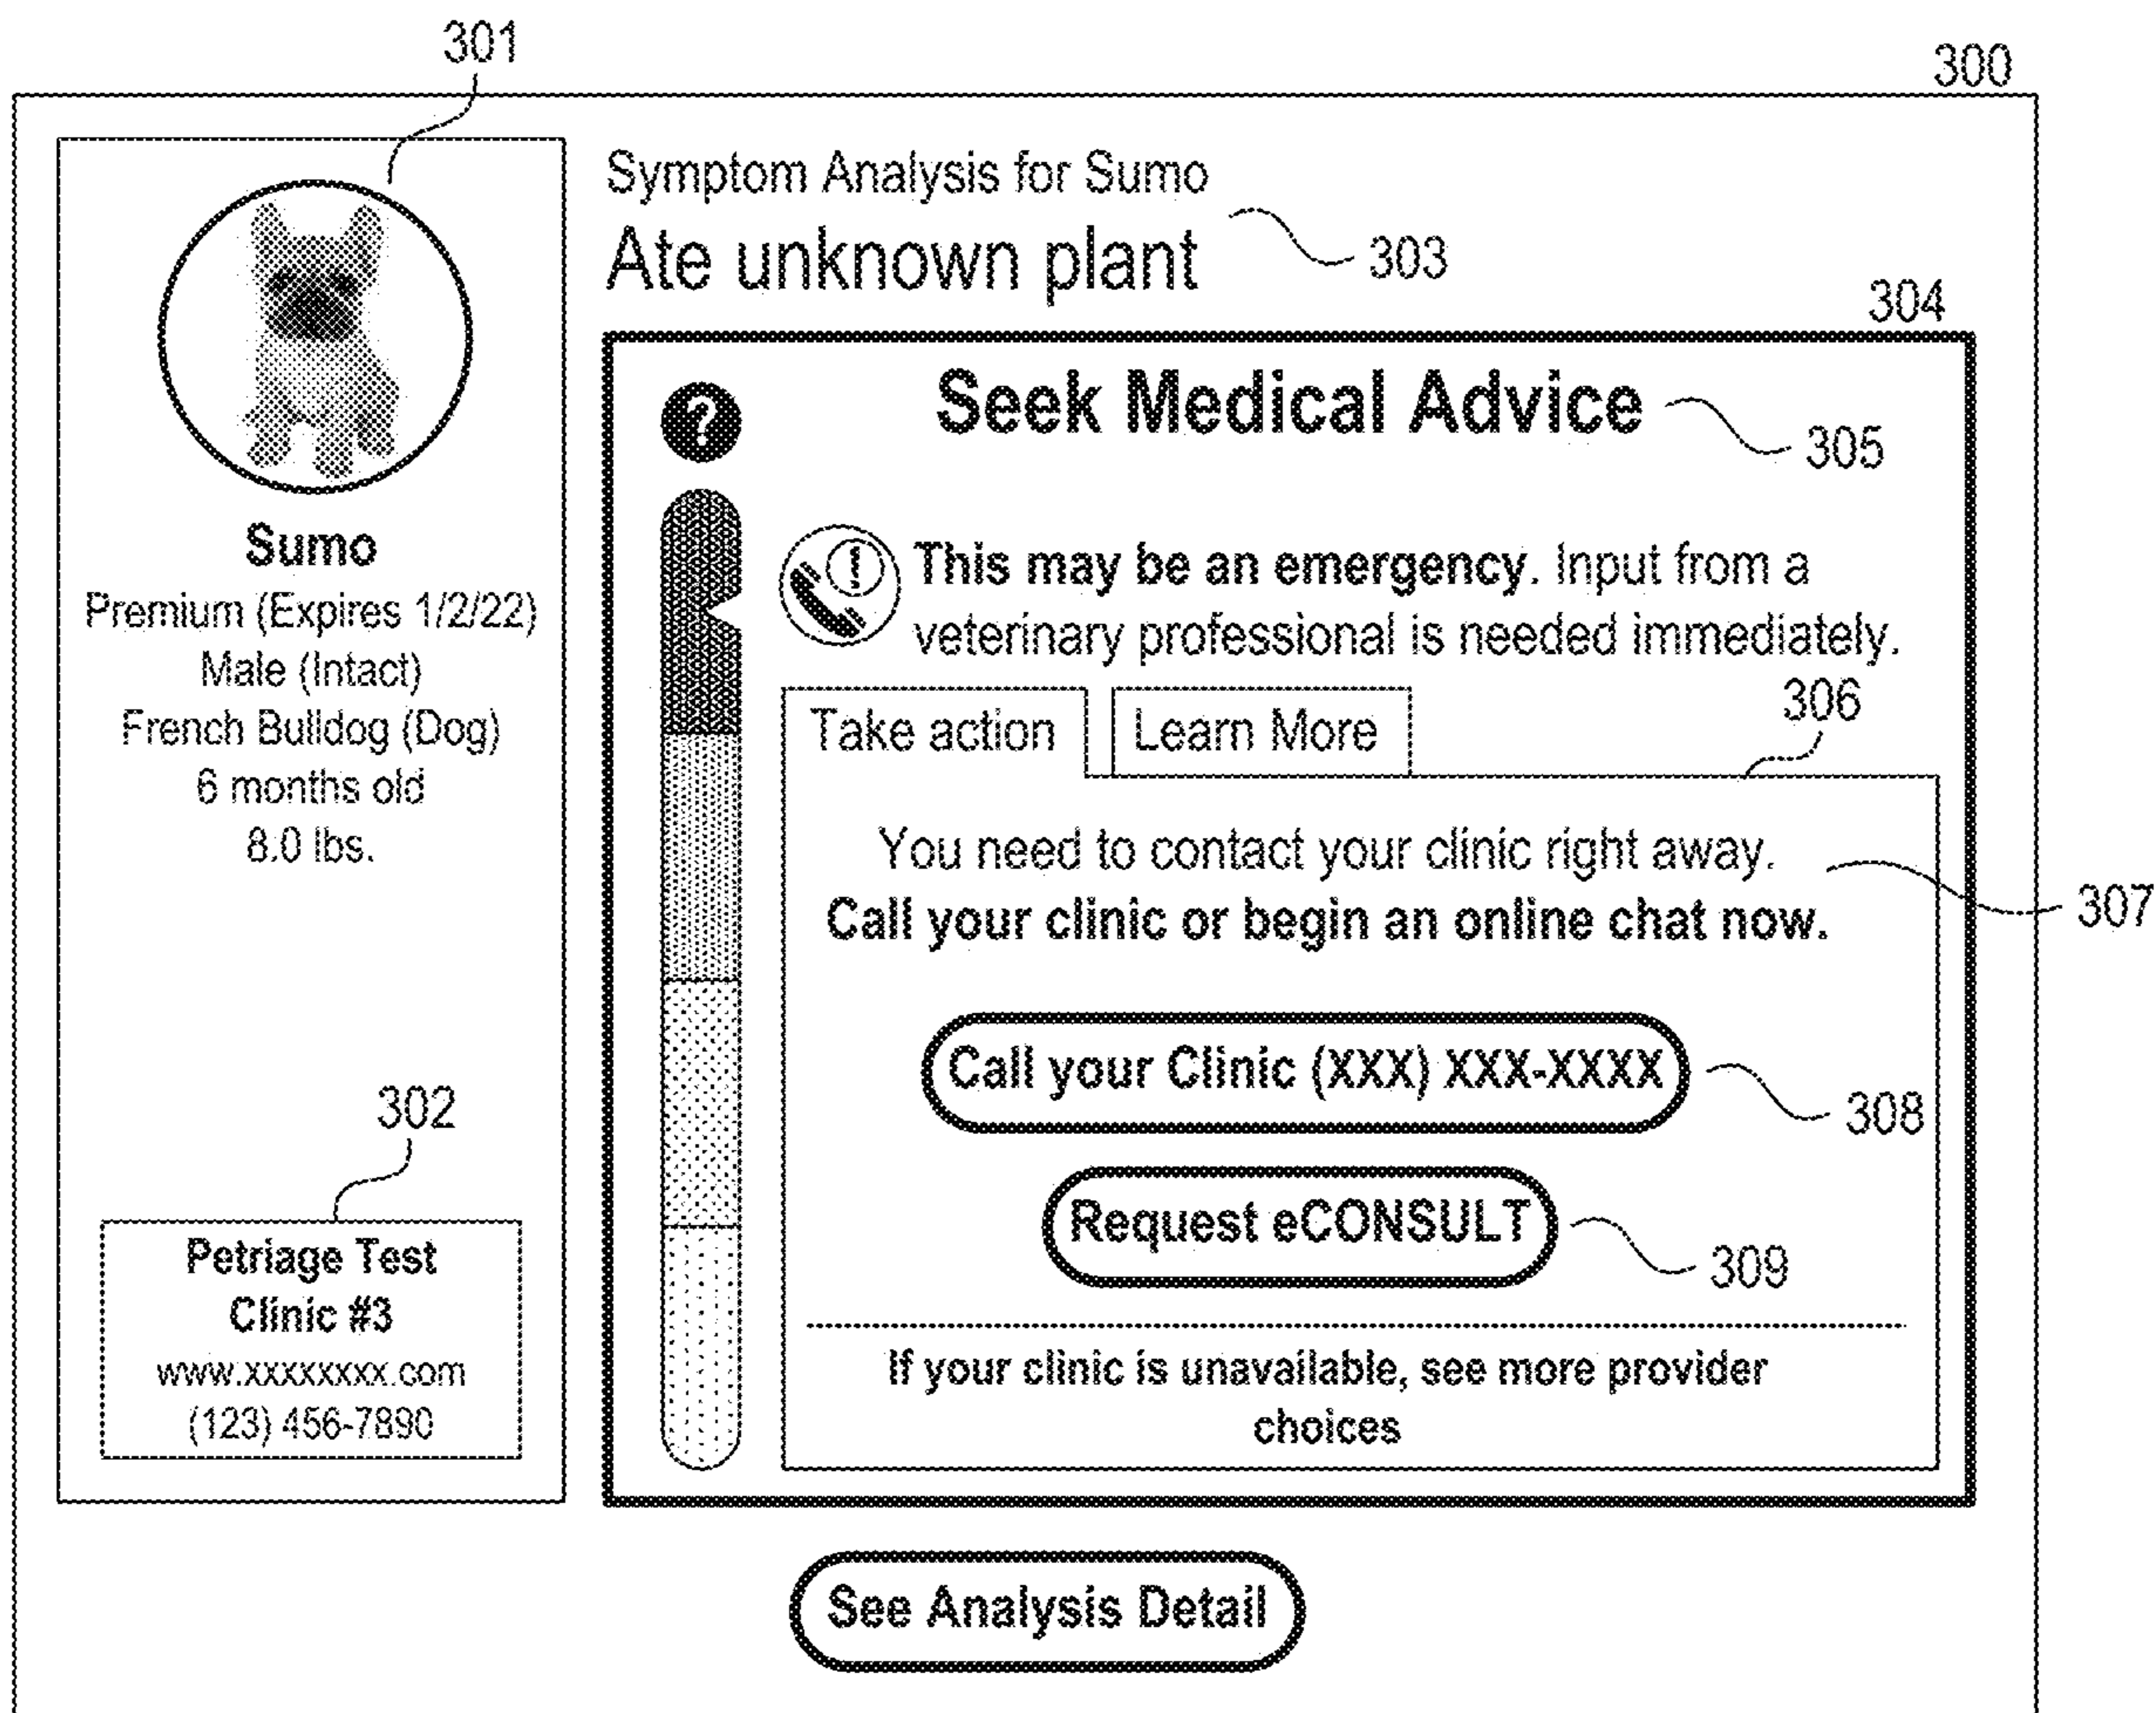 301
300
Symptom Analysis for Sumo
Ate unknown plant
303
304
?
Seek Medical Advice
305
Sumo
Premium (Expires 1/2/22)
Male (Intact)
French Bulldog (Dog)
6 months old
8.0 lbs.
!
This may be an emergency. Input from a
veterinary professional is needed immediately.
306
Take action
Learn More
You need to contact your clinic right away.
Call your clinic or begin an online chat now.
307
Call your Clinic (XXX) XXX-XXXX
308
Request eCONSULT
309
302
Petriage Test
Clinic #3
www.xxxxxxxx.com
(123) 456-7890
If your clinic is unavailable, see more provider
choices
See Analysis Detail